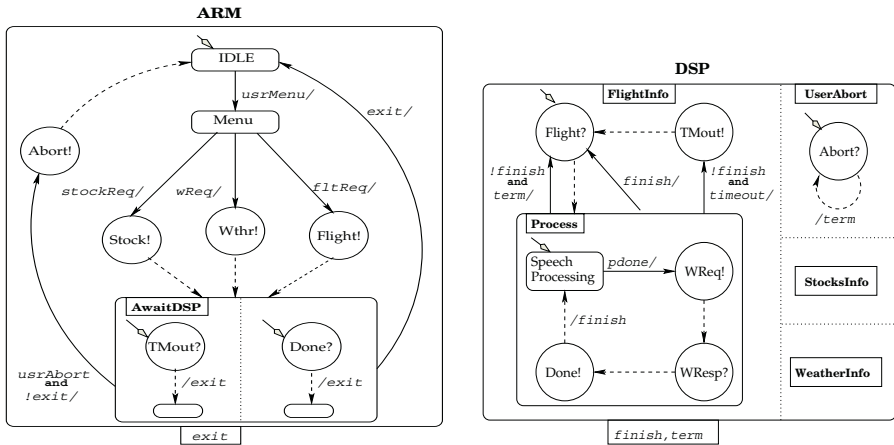 ARM
IDLE
usrMenu/
exit/
Menu
Abort!
stockReq/
wReq/
fltReq/
Stock!
Wthr!
Flight!
AwaitDSP
TMout?
Done?
/exit
/exit
usrAbort
and
!exit/
exit
DSP
FlightInfo
UserAbort
Flight?
TMout!
Abort?
!finish
and
term/
finish/
!finish
and
timeout/
/term
Process
Speech
Processing
pdone/
WReq!
StocksInfo
/finish
Done!
WResp?
WeatherInfo
finish,term